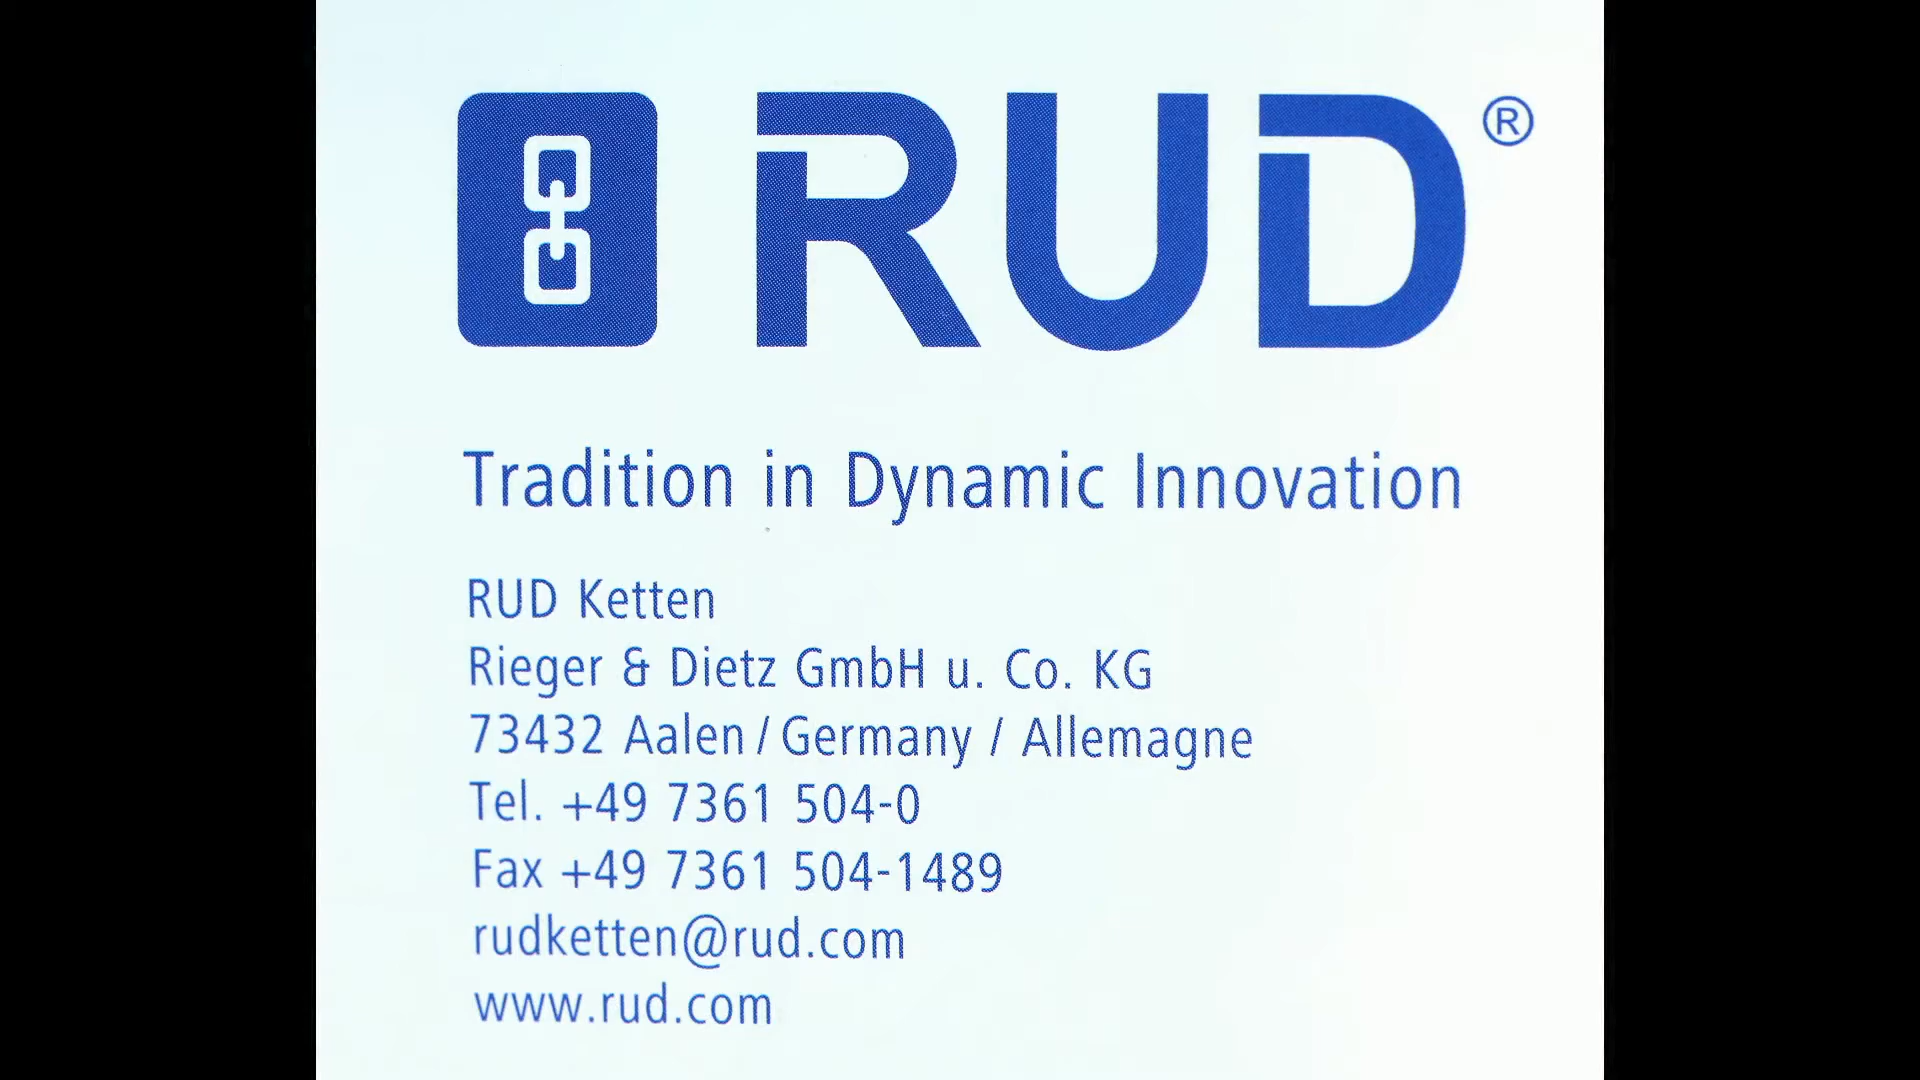 RUD®
Tradition in Dynamic Innovation
RUD Ketten
Rieger & Dietz GmbH u. Co. KG
73432 Aalen / Germany / Allemagne
Tel. +49 7361 504-0
Fax +49 7361 504-1489
rudketten@rud.com
www.rud.com